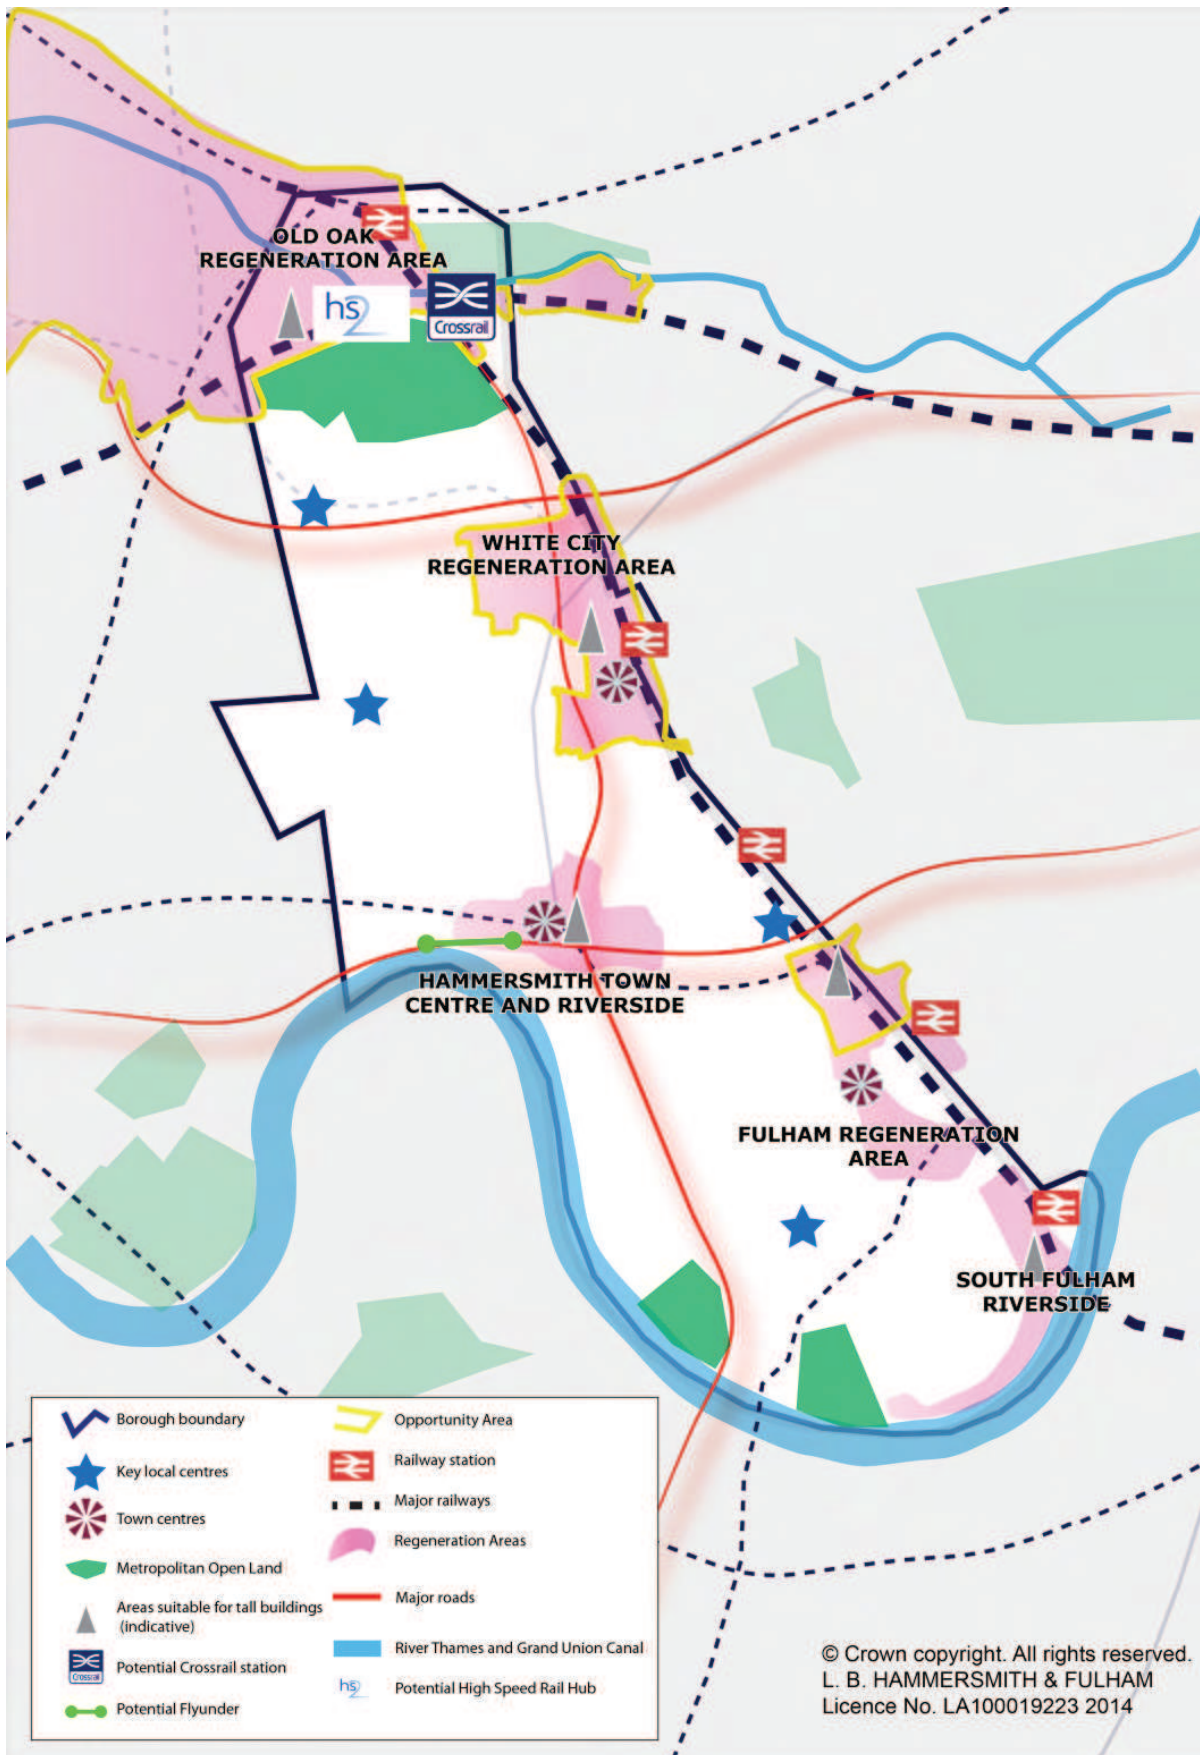 OLD OAK
REGENERATION AREA
hs2
Crossrail
WHITE CITY
REGENERATION AREA
HAMMERSMITH TOWN
CENTRE AND RIVERSIDE
FULHAM REGENERATION
AREA
SOUTH FULHAM
RIVERSIDE
Borough boundary
Key local centres
Town centres
Metropolitan Open Land
Areas suitable for tall buildings
(indicative)
Crossrail
Potential Crossrail station
Potential Flyunder
Opportunity Area
Railway station
Major railways
Regeneration Areas
Major roads
River Thames and Grand Union Canal
hs2
Potential High Speed Rail Hub
© Crown copyright. All rights reserved.
L. B. HAMMERSMITH & FULHAM
Licence No. LA100019223 2014